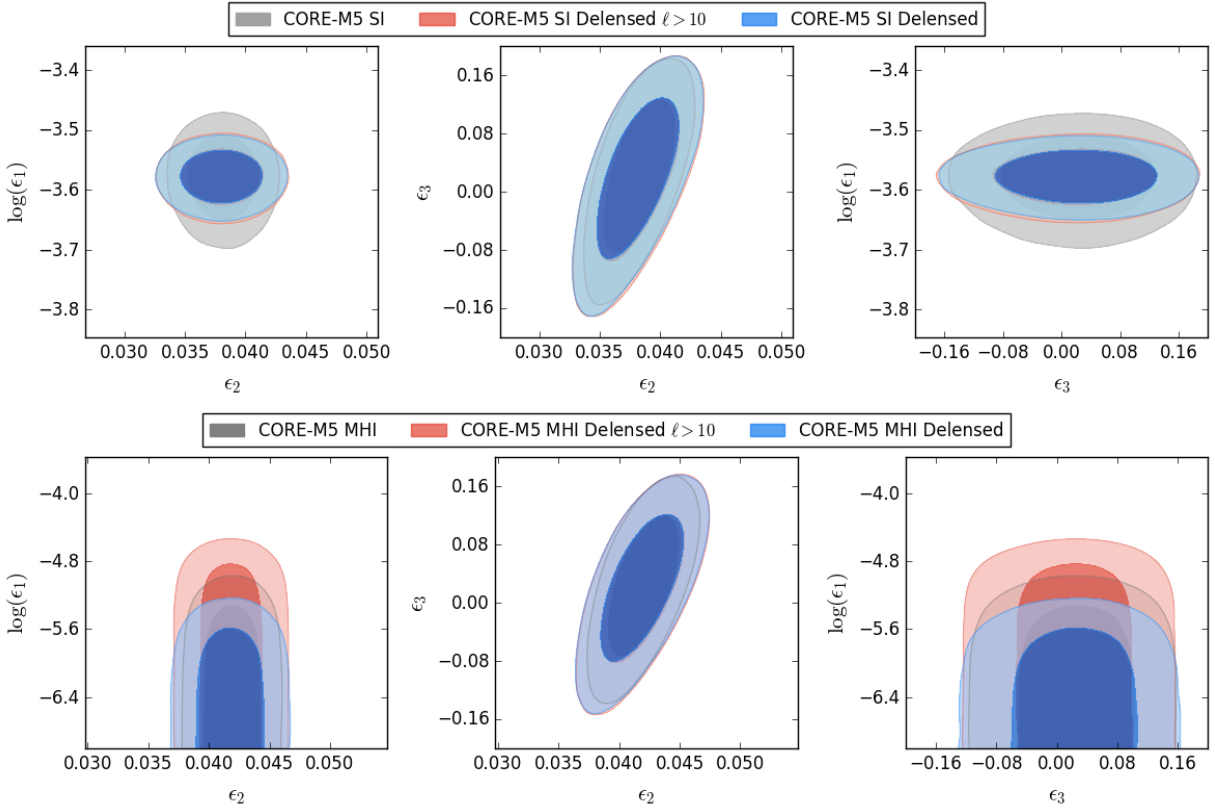 CORE-M5 SI CORE-M5 SI Delensed ℓ > 10 CORE-M5 SI Delensed
−3.4
−3.5
−3.6
−3.7
−3.8
log(ϵ₁)
0.030 0.035 0.040 0.045 0.050
ϵ₂
0.16
0.08
0.00
−0.08
−0.16
ϵ₃
0.030 0.035 0.040 0.045 0.050
ϵ₂
−3.4
−3.5
−3.6
−3.7
−3.8
log(ϵ₁)
−0.16 −0.08 0.00 0.08 0.16
ϵ₃
CORE-M5 MHI CORE-M5 MHI Delensed ℓ > 10 CORE-M5 MHI Delensed
−4.0
−4.8
−5.6
−6.4
log(ϵ₁)
0.030 0.035 0.040 0.045 0.050
ϵ₂
0.16
0.08
0.00
−0.08
−0.16
ϵ₃
0.030 0.035 0.040 0.045 0.050
ϵ₂
−4.0
−4.8
−5.6
−6.4
log(ϵ₁)
−0.16 −0.08 0.00 0.08 0.16
ϵ₃